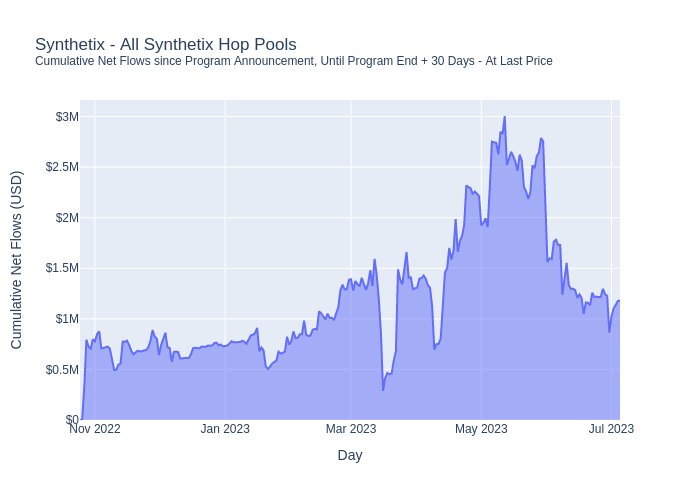 Synthetix - All Synthetix Hop Pools
Cumulative Net Flows since Program Announcement, Until Program End + 30 Days - At Last Price
Cumulative Net Flows (USD)
$3M
$2.5M
$2M
$1.5M
$1M
$0.5M
$0
Nov 2022
Jan 2023
Mar 2023
May 2023
Jul 2023
Day